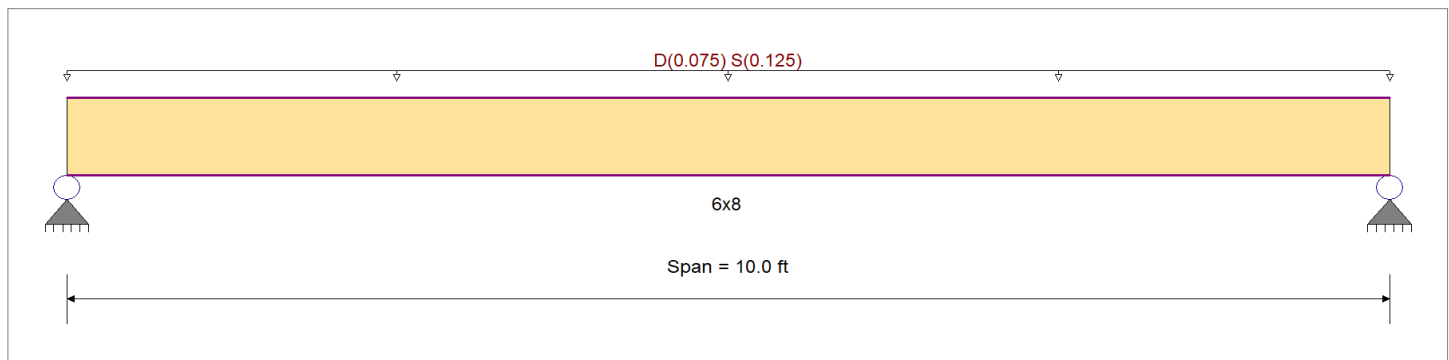 D(0.075) S(0.125)
6x8
Span = 10.0 ft